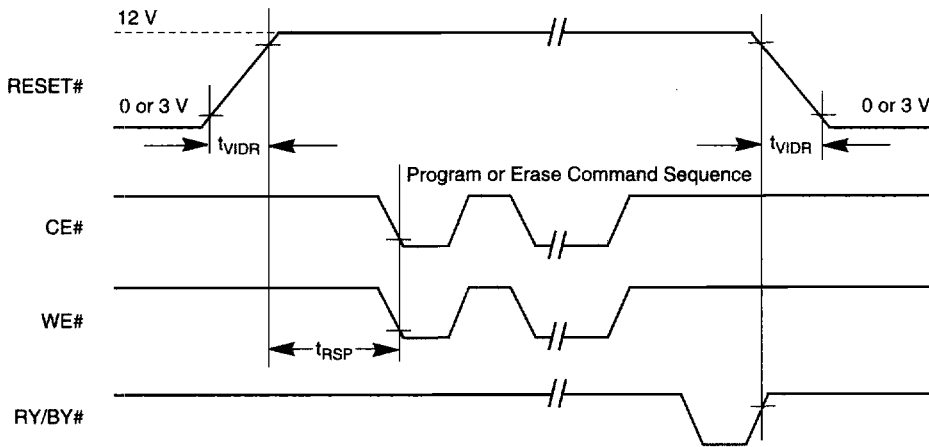 12 V
RESET#
0 or 3 V
0 or 3 V
tVIDR
tVIDR
Program or Erase Command Sequence
CE#
WE#
tRSP
RY/BY#